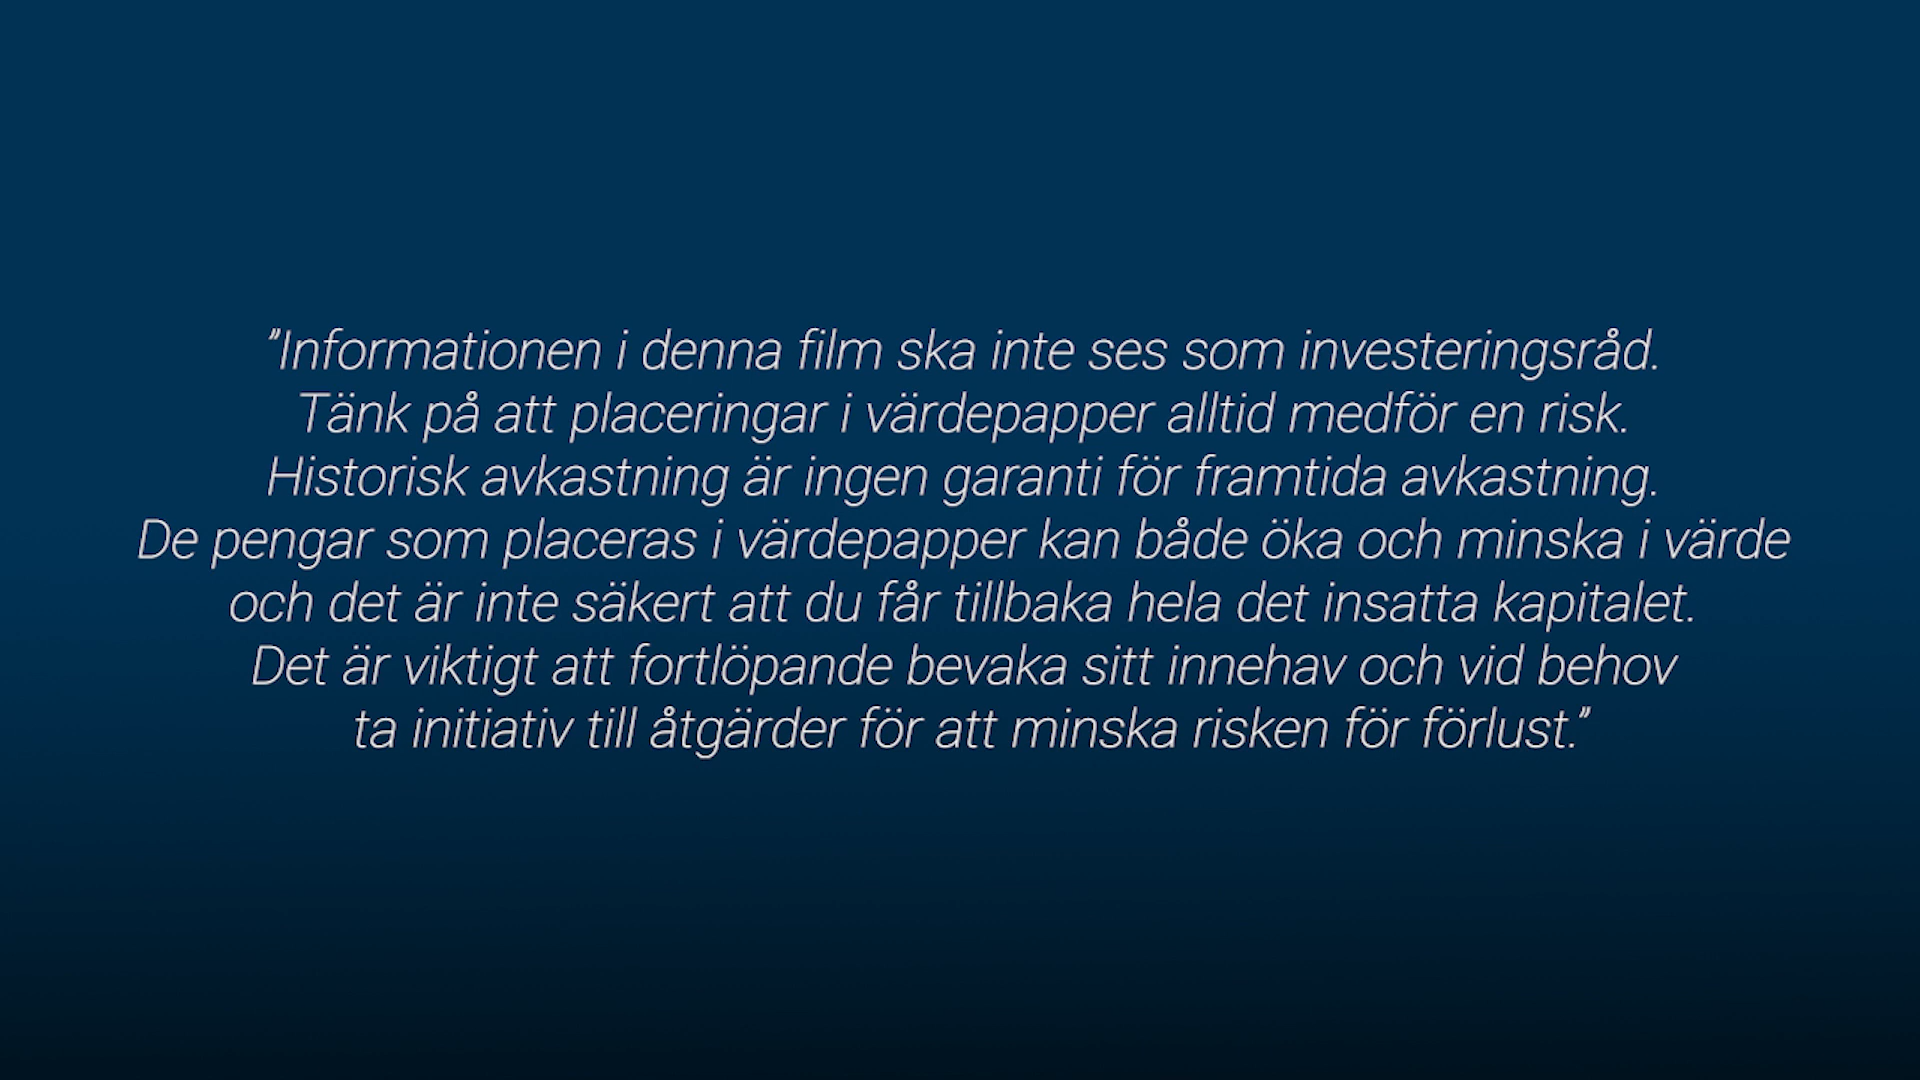 ”Informationen i denna film ska inte ses som investeringsråd.
Tänk på att placeringar i värdepapper alltid medför en risk.
Historisk avkastning är ingen garanti för framtida avkastning.
De pengar som placeras i värdepapper kan både öka och minska i värde
och det är inte säkert att du får tillbaka hela det insatta kapitalet.
Det är viktigt att fortlöpande bevaka sitt innehav och vid behov
ta initiativ till åtgärder för att minska risken för förlust.”